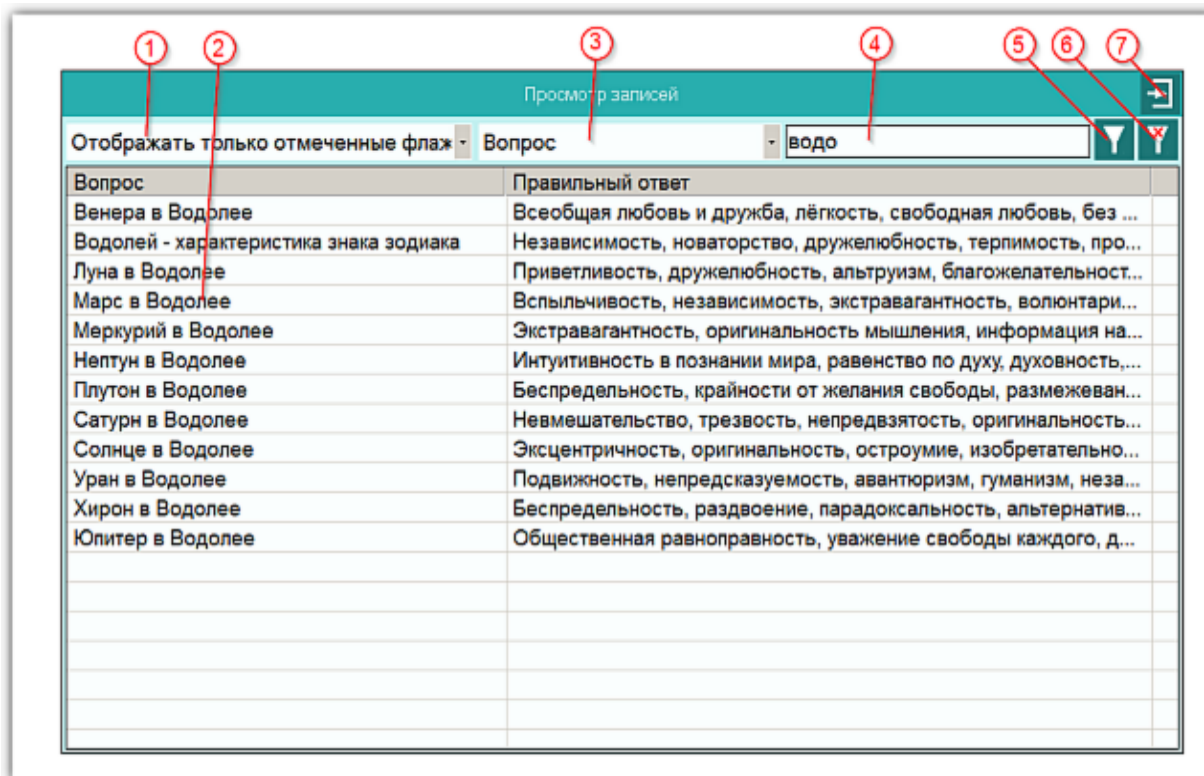 1 2 3 4 5 6 7
Просмотр записей
Отображать только отмеченные флаж Вопрос водо
Вопрос Правильный ответ
Венера в Водолее Всеобщая любовь и дружба, лёгкость, свободная любовь, без ...
Водолей - характеристика знака зодиака Независимость, новаторство, дружелюбность, терпимость, про...
Луна в Водолее Приветливость, дружелюбность, альтруизм, благожелательност...
Марс в Водолее Вспыльчивость, независимость, экстравагантность, волюнтари...
Меркурий в Водолее Экстравагантность, оригинальность мышления, информация на...
Нептун в Водолее Интуитивность в познании мира, равенство по духу, духовность,...
Плутон в Водолее Беспредельность, крайности от желания свободы, размежеван...
Сатурн в Водолее Невмешательство, трезвость, непредвзятость, оригинальность...
Солнце в Водолее Эксцентричность, оригинальность, остроумие, изобретательно...
Уран в Водолее Подвижность, непредсказуемость, авантюризм, гуманизм, неза...
Хирон в Водолее Беспредельность, раздвоение, парадоксальность, альтернатив...
Юпитер в Водолее Общественная равноправность, уважение свободы каждого, д...